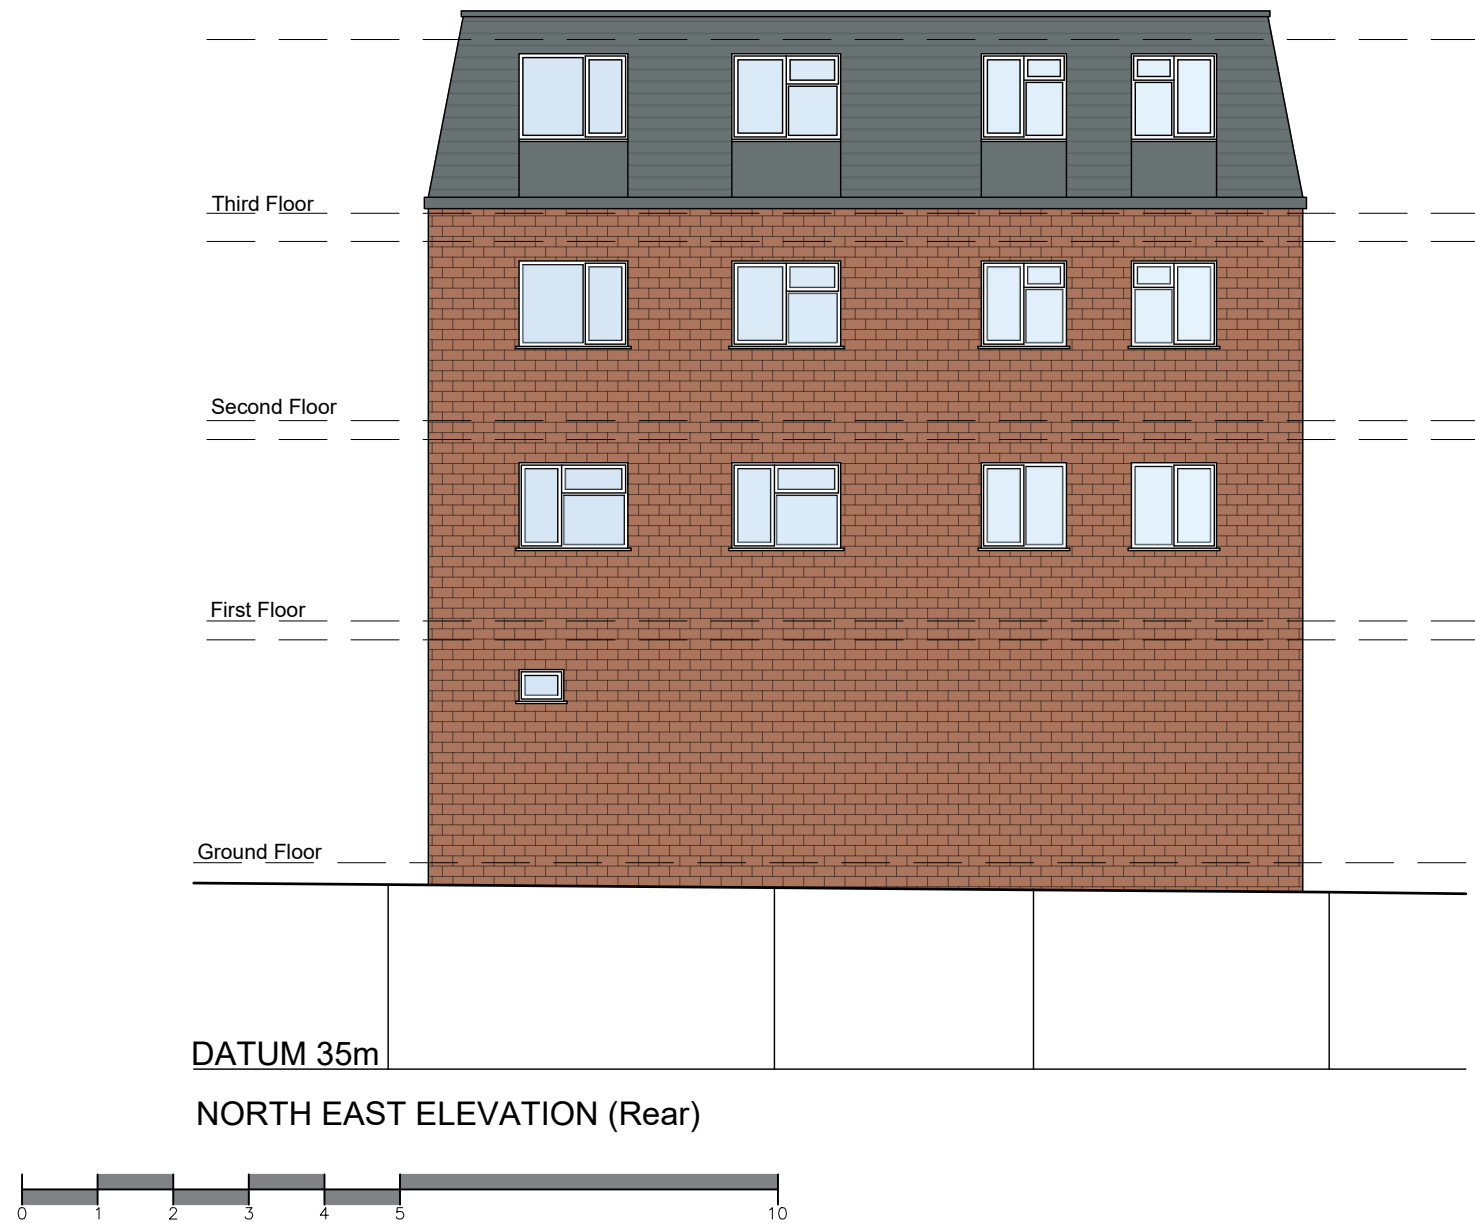 Third Floor
Second Floor
First Floor
Ground Floor
DATUM 35m
NORTH EAST ELEVATION (Rear)
0 1 2 3 4 5 10